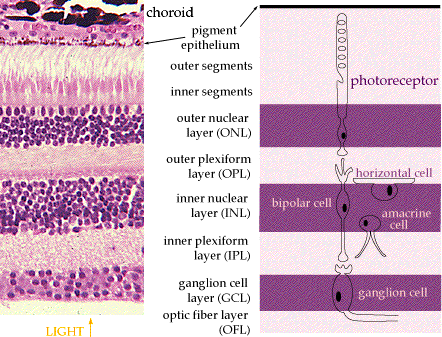 choroid
pigment
epithelium
outer segments
inner segments
outer nuclear
layer (ONL)
outer plexiform
layer (OPL)
inner nuclear
layer (INL)
inner plexiform
layer (IPL)
ganglion cell
layer (GCL)
optic fiber layer
(OFL)
LIGHT
photoreceptor
horizontal cell
bipolar cell
amacrine
cell
ganglion cell